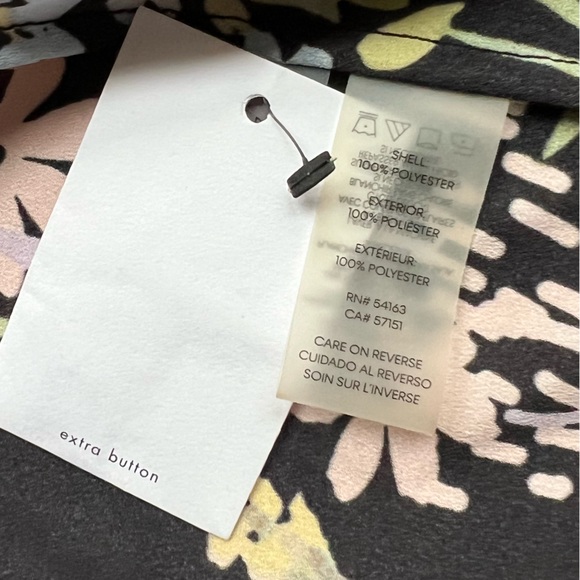 SHELL:
100% POLYESTER
EXTERIOR:
100% POLIÉSTER
EXTÉRIEUR:
100% POLYESTER
RN# 54163
CA# 57151
CARE ON REVERSE
CUIDADO AL REVERSO
SOIN SUR L'INVERSE
extra button